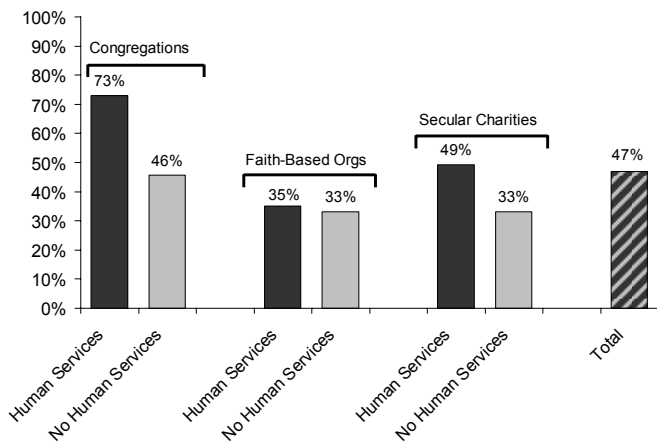 100%
90%
80%
70%
60%
50%
40%
30%
20%
10%
0%
Congregations
73%
46%
Faith-Based Orgs
35%
33%
Secular Charities
49%
33%
47%
Human Services
No Human Services
Human Services
No Human Services
Human Services
No Human Services
Total